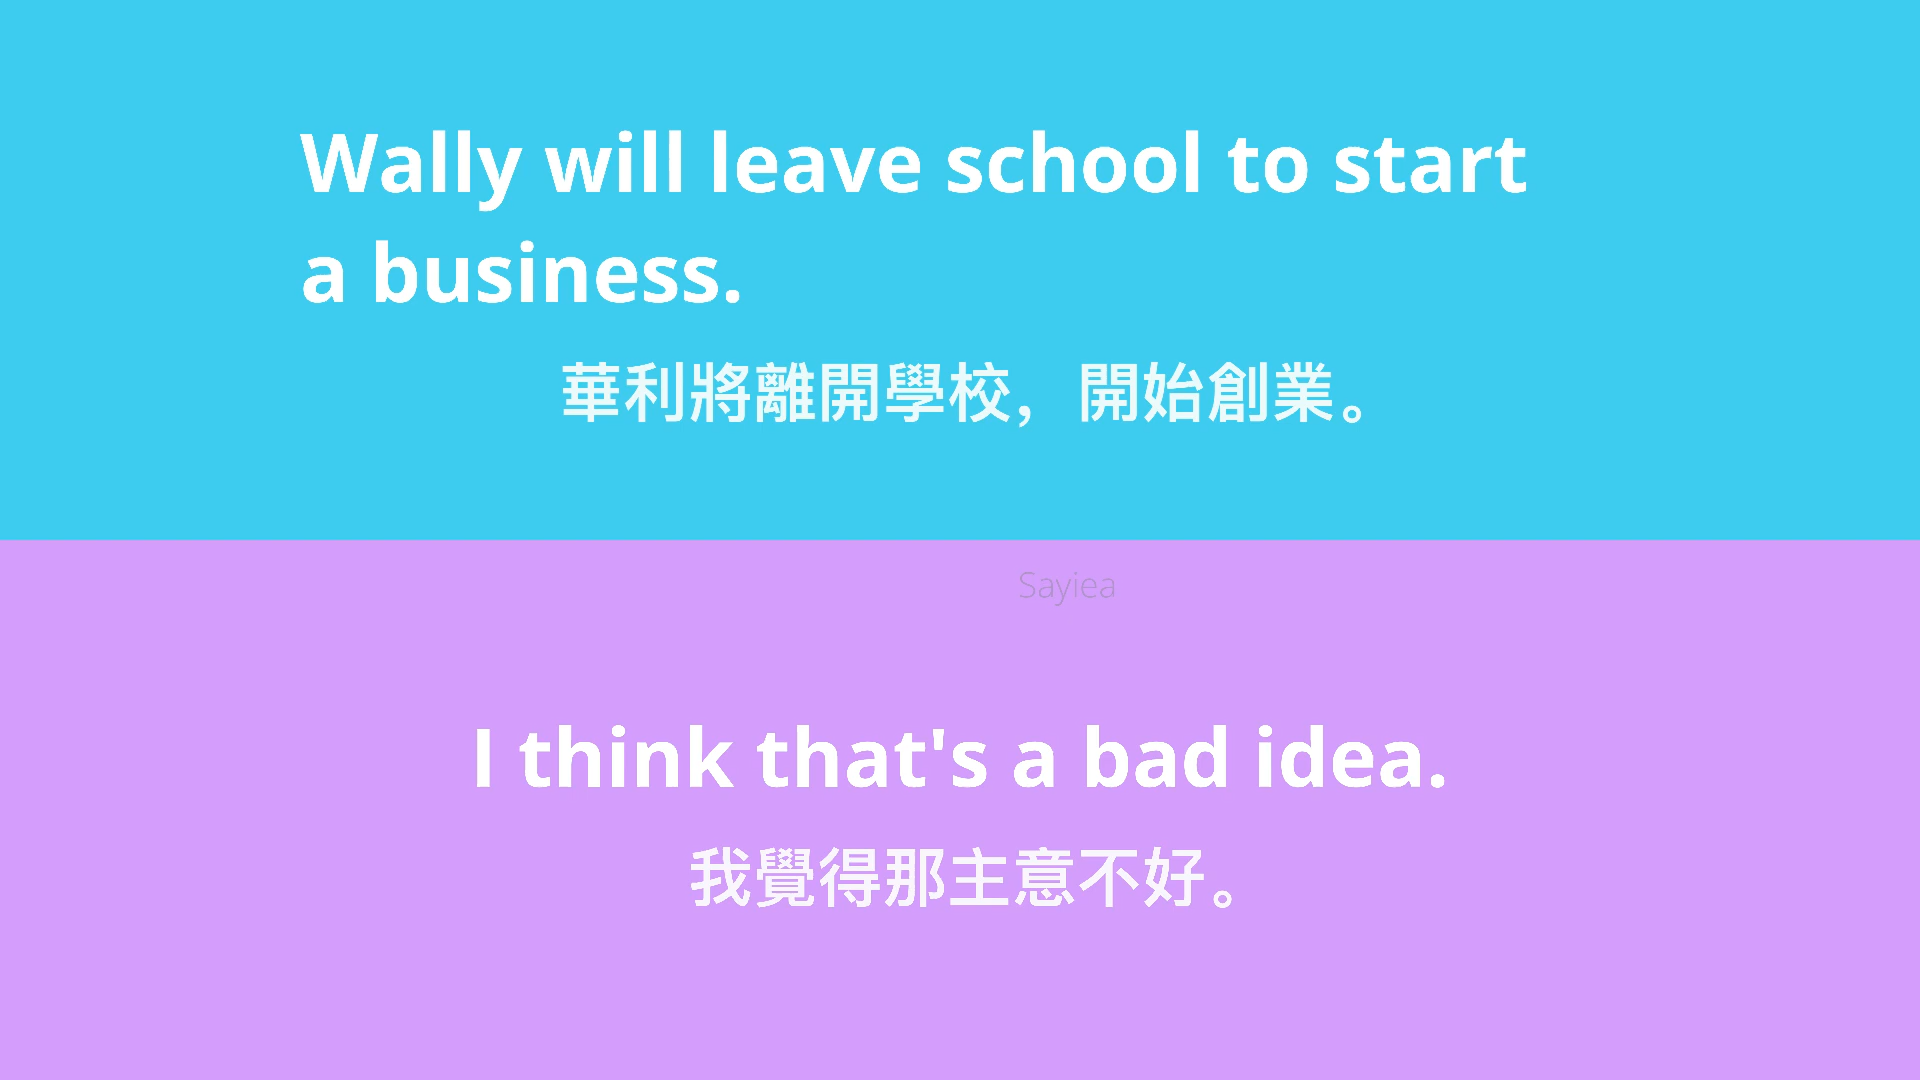 Wally will leave school to start
a business.
華利將離開學校，開始創業。
Sayiea
I think that's a bad idea.
我覺得那主意不好。